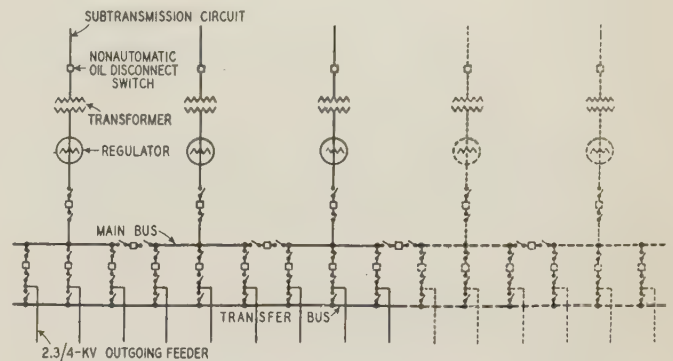 SUBTRANSMISSION CIRCUIT
NONAUTOMATIC
OIL DISCONNECT
SWITCH
TRANSFORMER
REGULATOR
MAIN BUS
TRANSFER BUS
2.3/4-KV OUTGOING FEEDER